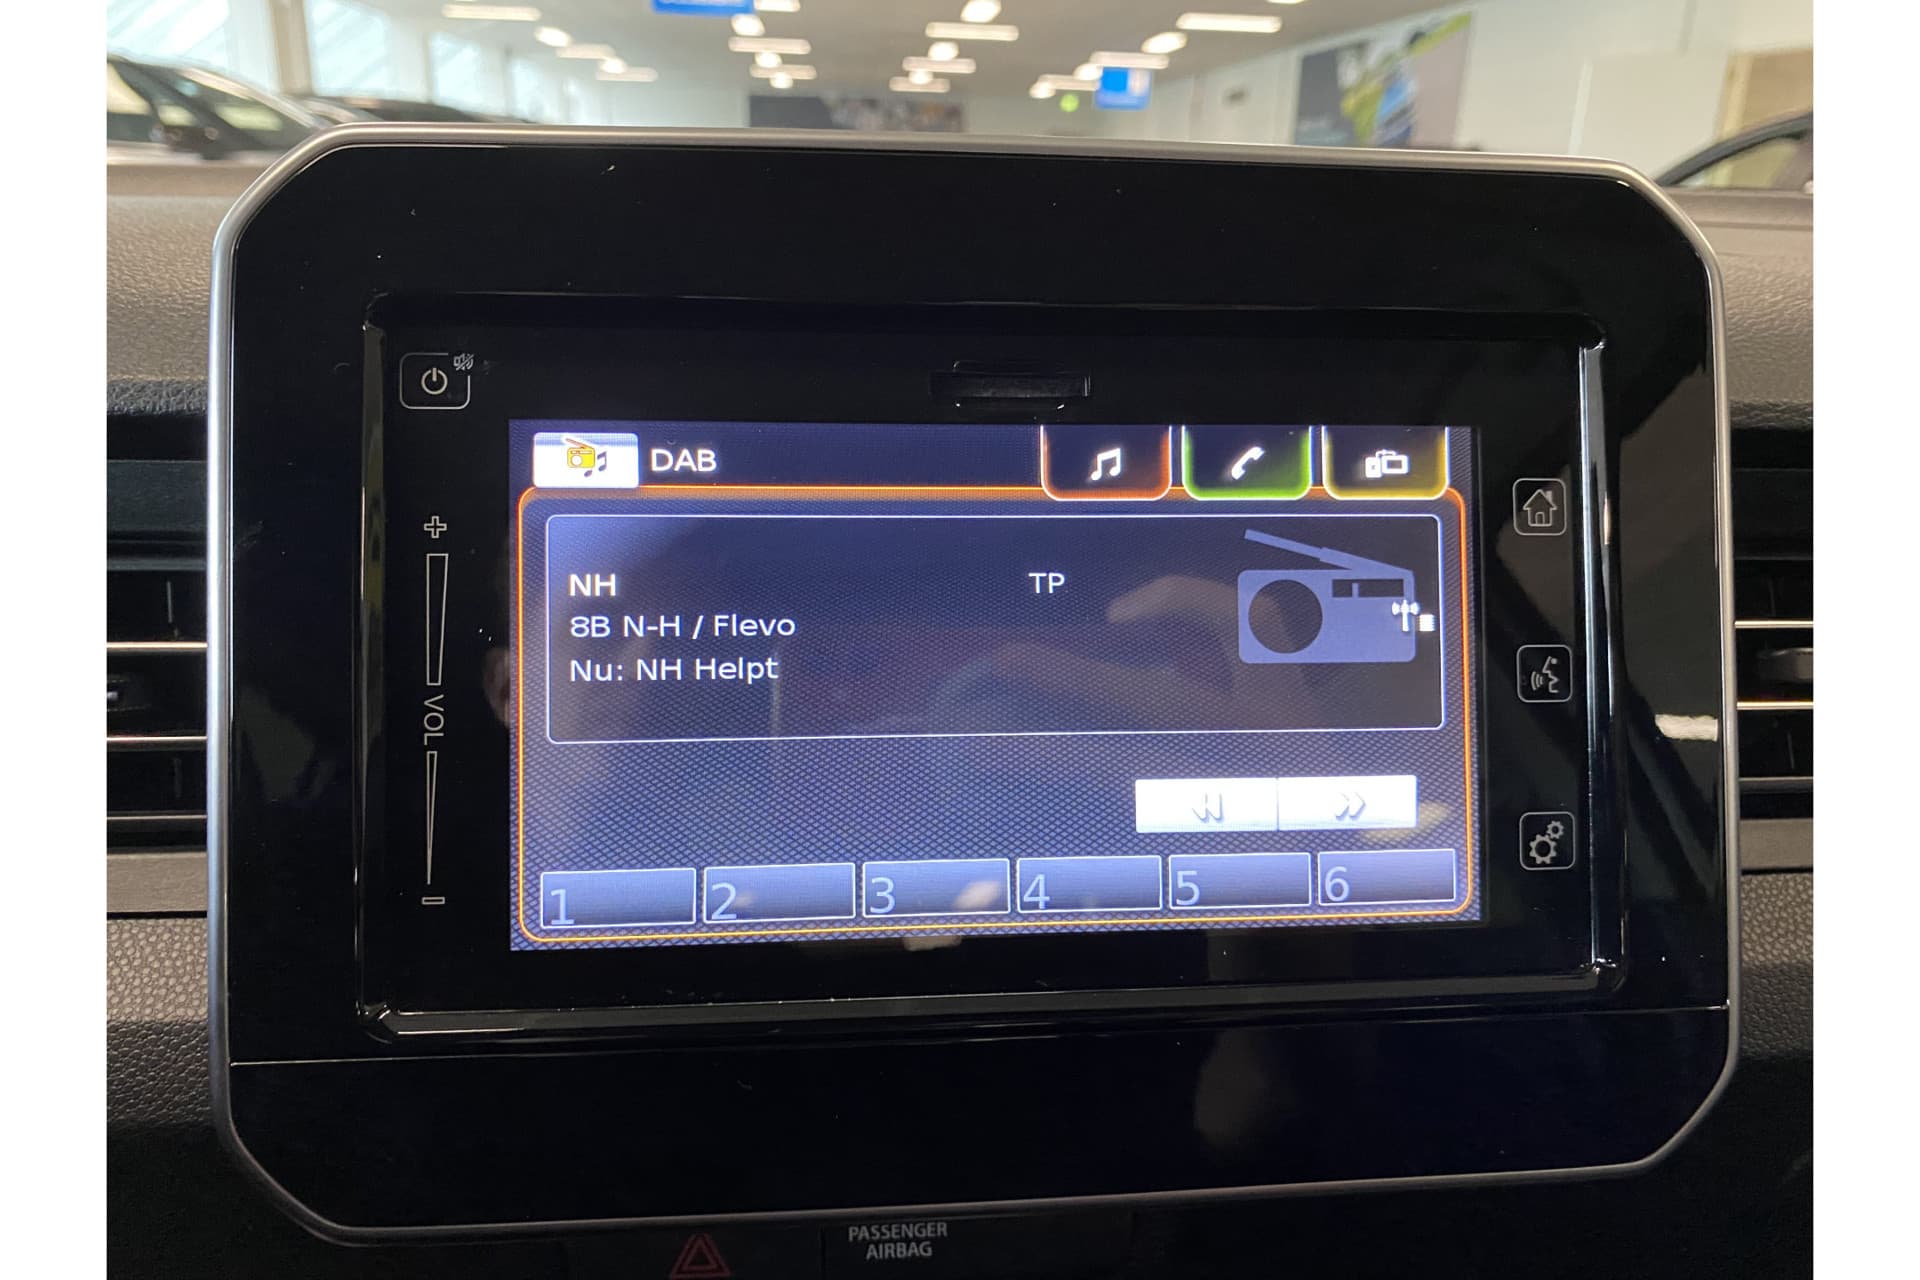 DAB
NH
TP
8B N-H / Flevo
Nu: NH Helpt
1 2 3 4 5 6
+
VOL
-
PASSENGER
AIRBAG